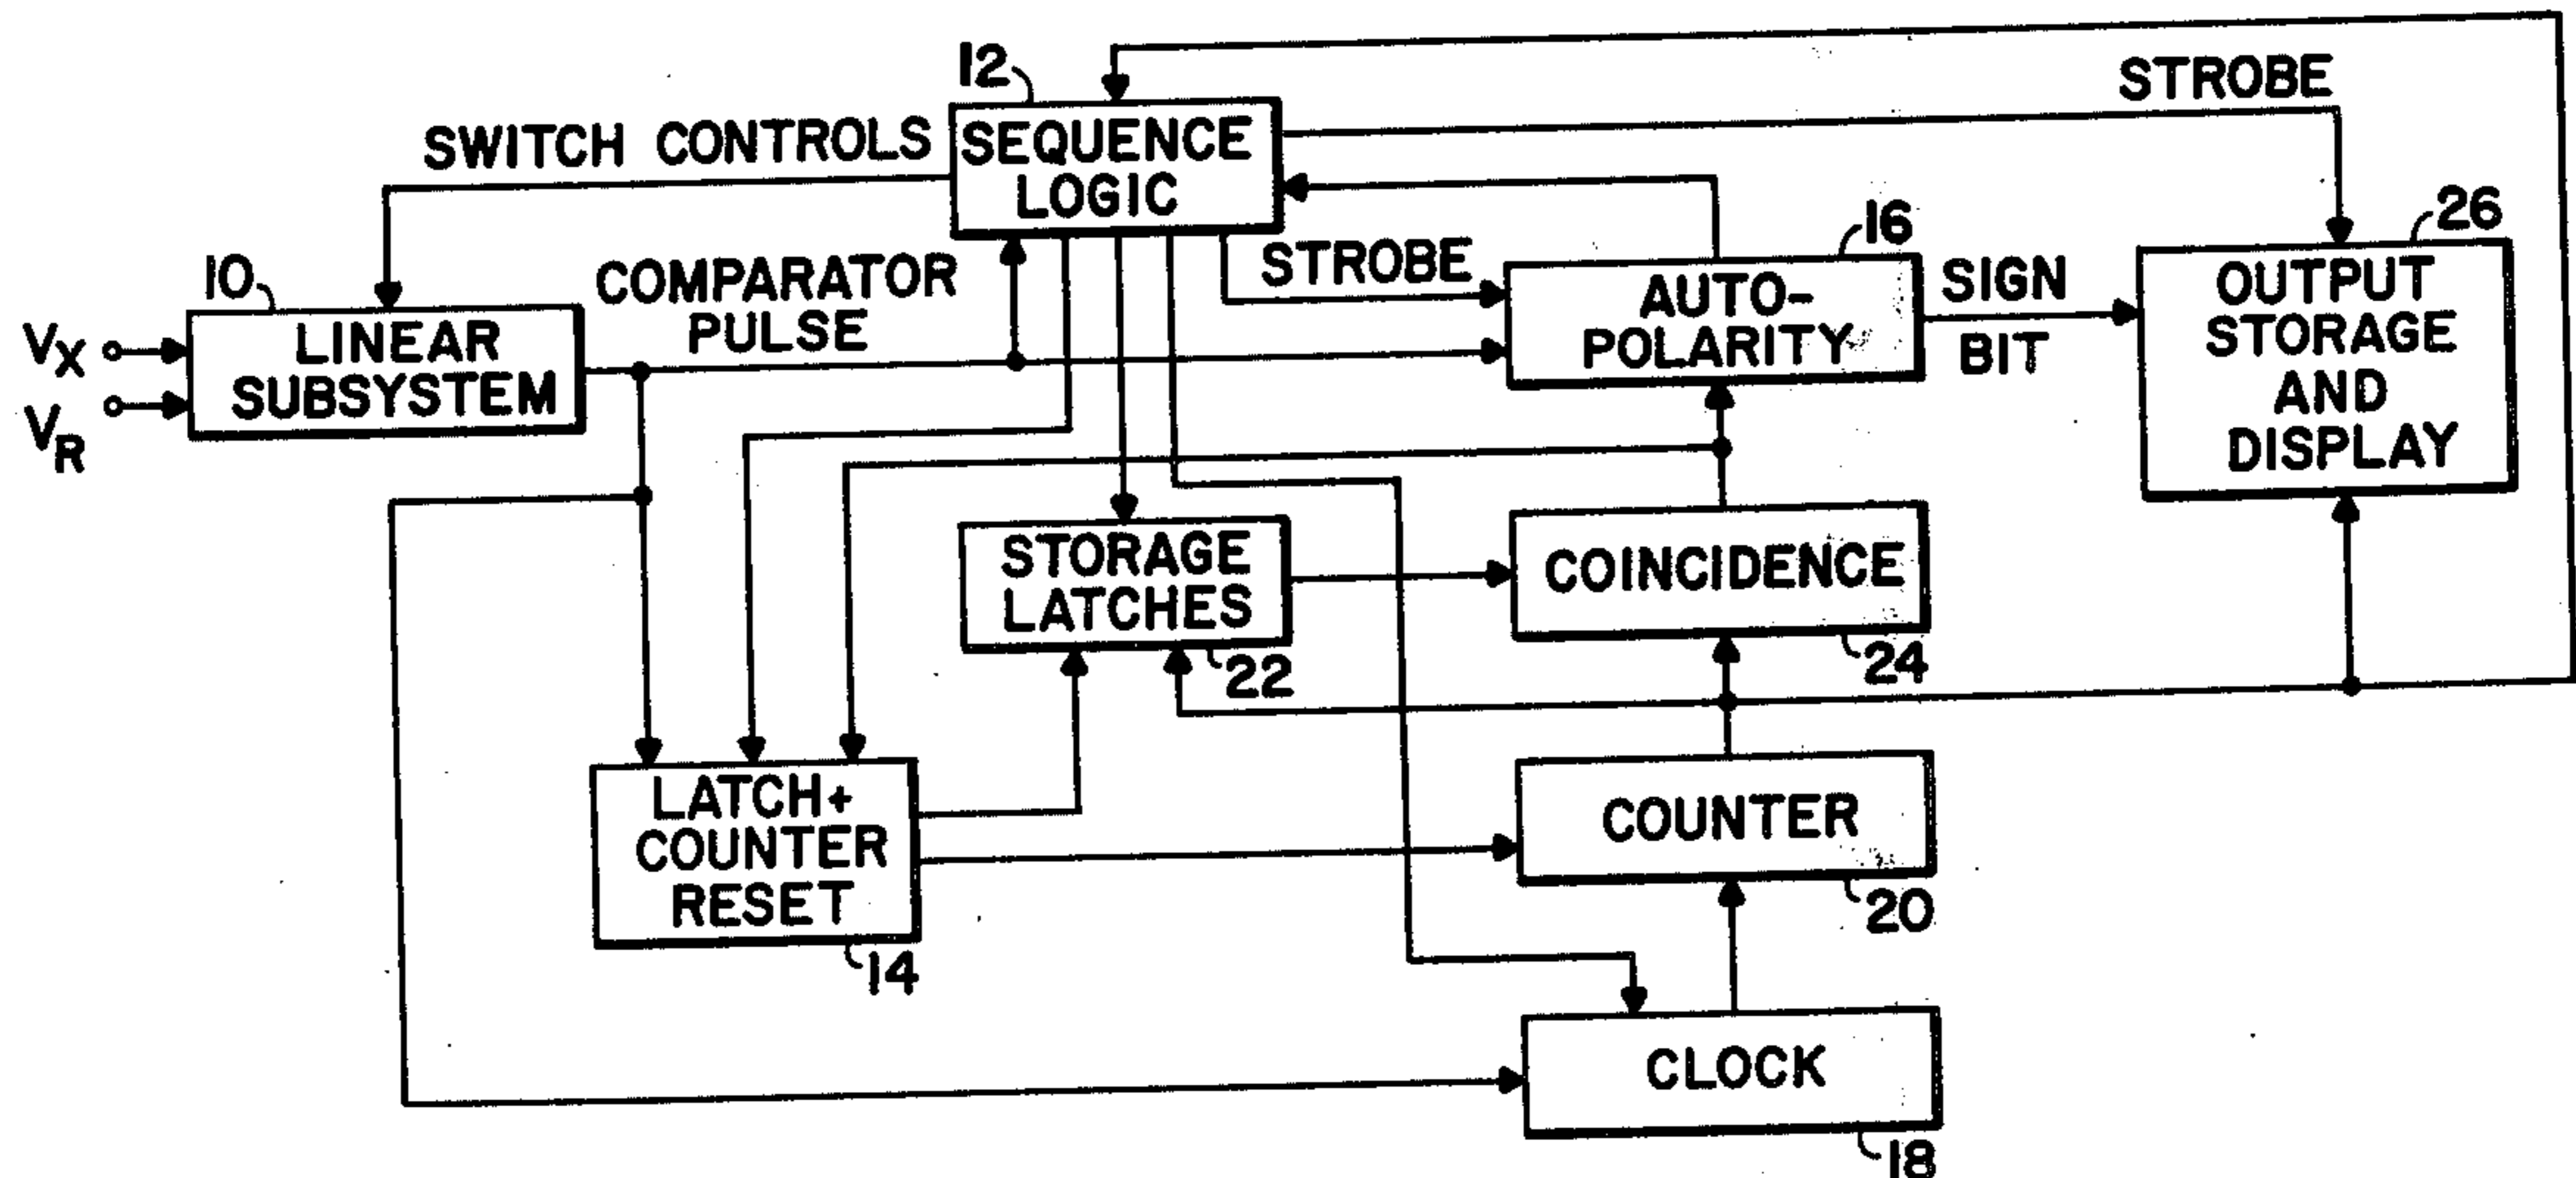 12
STROBE
SWITCH CONTROLS
SEQUENCE
LOGIC
10
COMPARATOR
PULSE
STROBE
16
SIGN
BIT
26
VX
VR
LINEAR
SUBSYSTEM
AUTO-
POLARITY
OUTPUT
STORAGE
AND
DISPLAY
STORAGE
LATCHES
22
COINCIDENCE
24
LATCH+
COUNTER
RESET
14
COUNTER
20
CLOCK
18